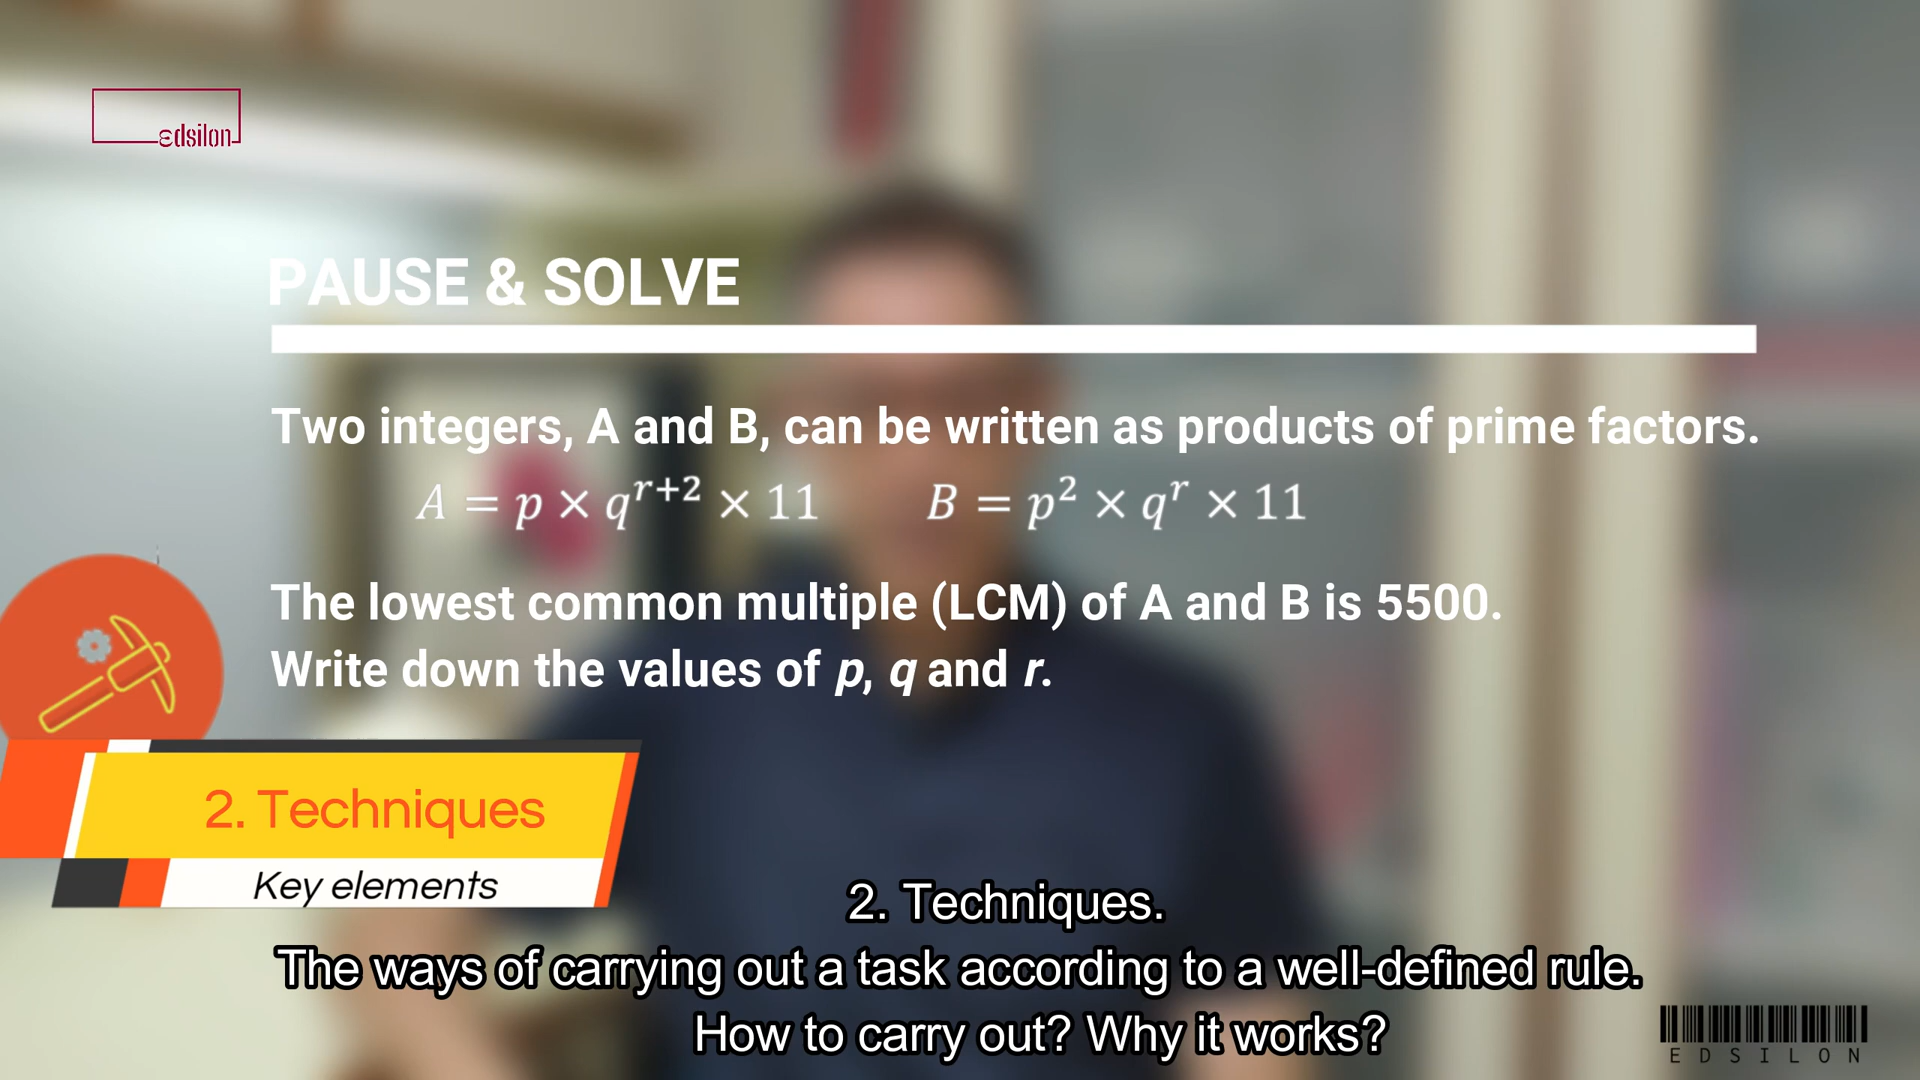 edsilon
PAUSE & SOLVE
Two integers, A and B, can be written as products of prime factors.
A = p × q^{r+2} × 11 B = p² × q^r × 11
The lowest common multiple (LCM) of A and B is 5500.
Write down the values of p, q and r.
2. Techniques
Key elements
2. Techniques.
The ways of carrying out a task according to a well-defined rule.
How to carry out? Why it works?
EDSILON